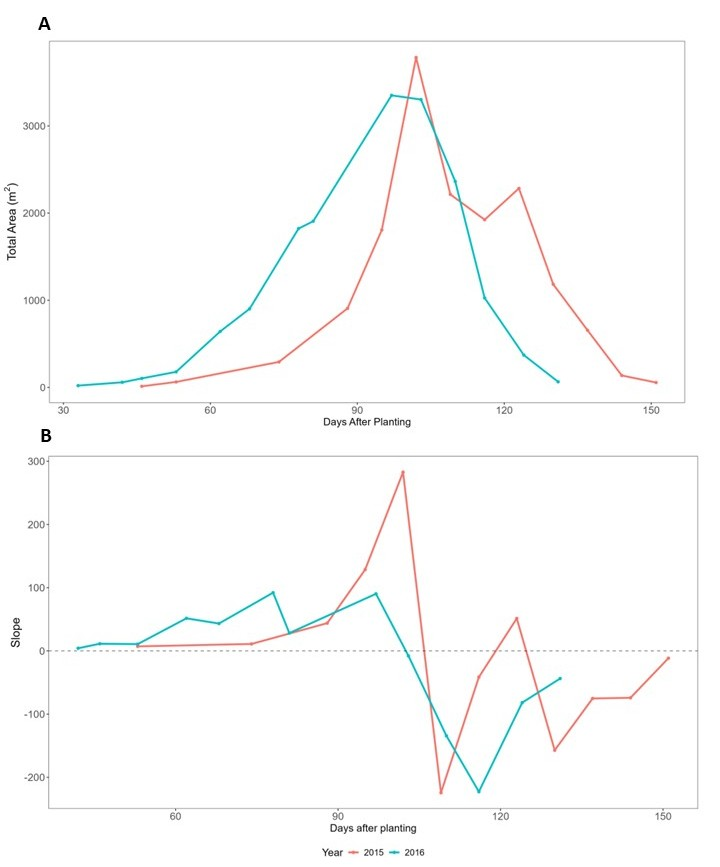 A
Total Area (m²)
3000
2000
1000
0
30 60 90 120 150
Days After Planting
B
Slope
300
200
100
0
-100
-200
60 90 120 150
Days after planting
Year 2015 2016